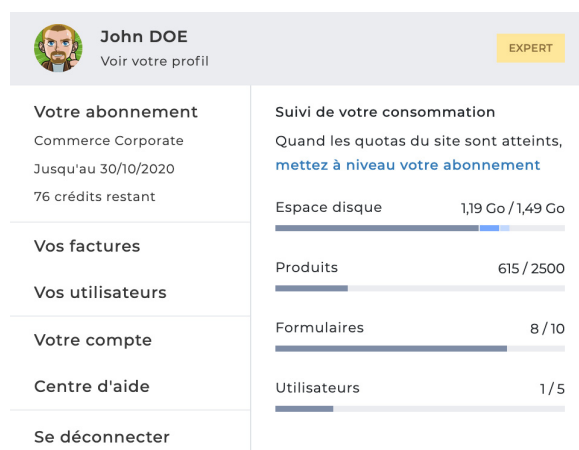 John DOE
Voir votre profil
EXPERT
Votre abonnement
Commerce Corporate
Jusqu'au 30/10/2020
76 crédits restant
Vos factures
Vos utilisateurs
Votre compte
Centre d'aide
Se déconnecter
Suivi de votre consommation
Quand les quotas du site sont atteints,
mettez à niveau votre abonnement
Espace disque 1,19 Go / 1,49 Go
Produits 615 / 2500
Formulaires 8 / 10
Utilisateurs 1 / 5